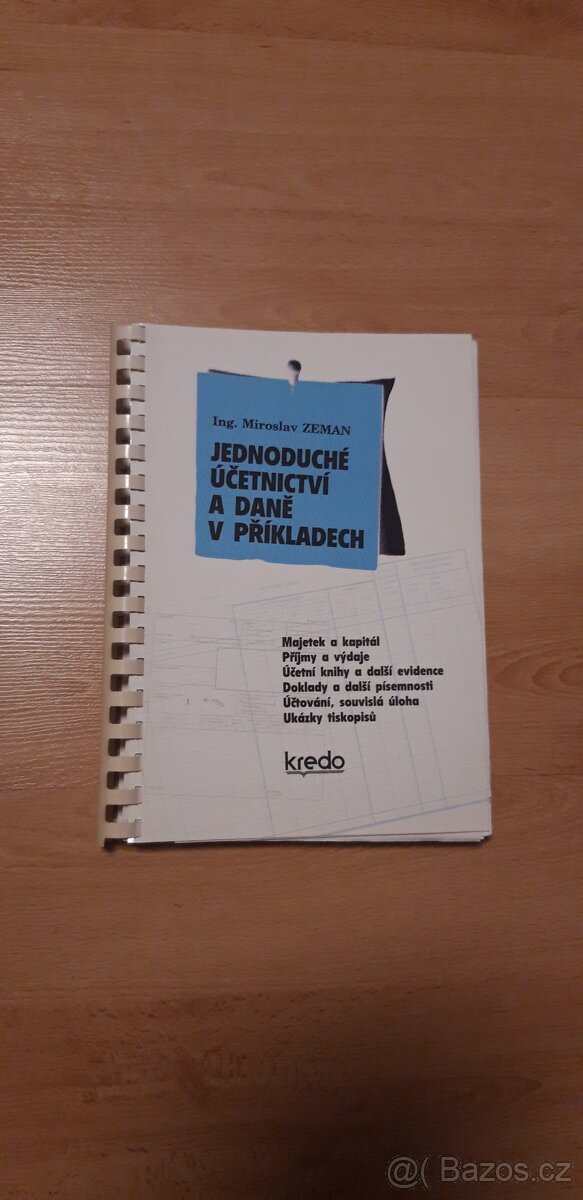 Ing. Miroslav ZEMAN
JEDNODUCHÉ
ÚČETNICTVÍ
A DANĚ
V PŘÍKLADECH
Majetek a kapitál
Příjmy a výdaje
Účetní knihy a další evidence
Doklady a další písemnosti
Účtování, souvislá úloha
Ukázky tiskopisů
kredo
@( Bazos.cz